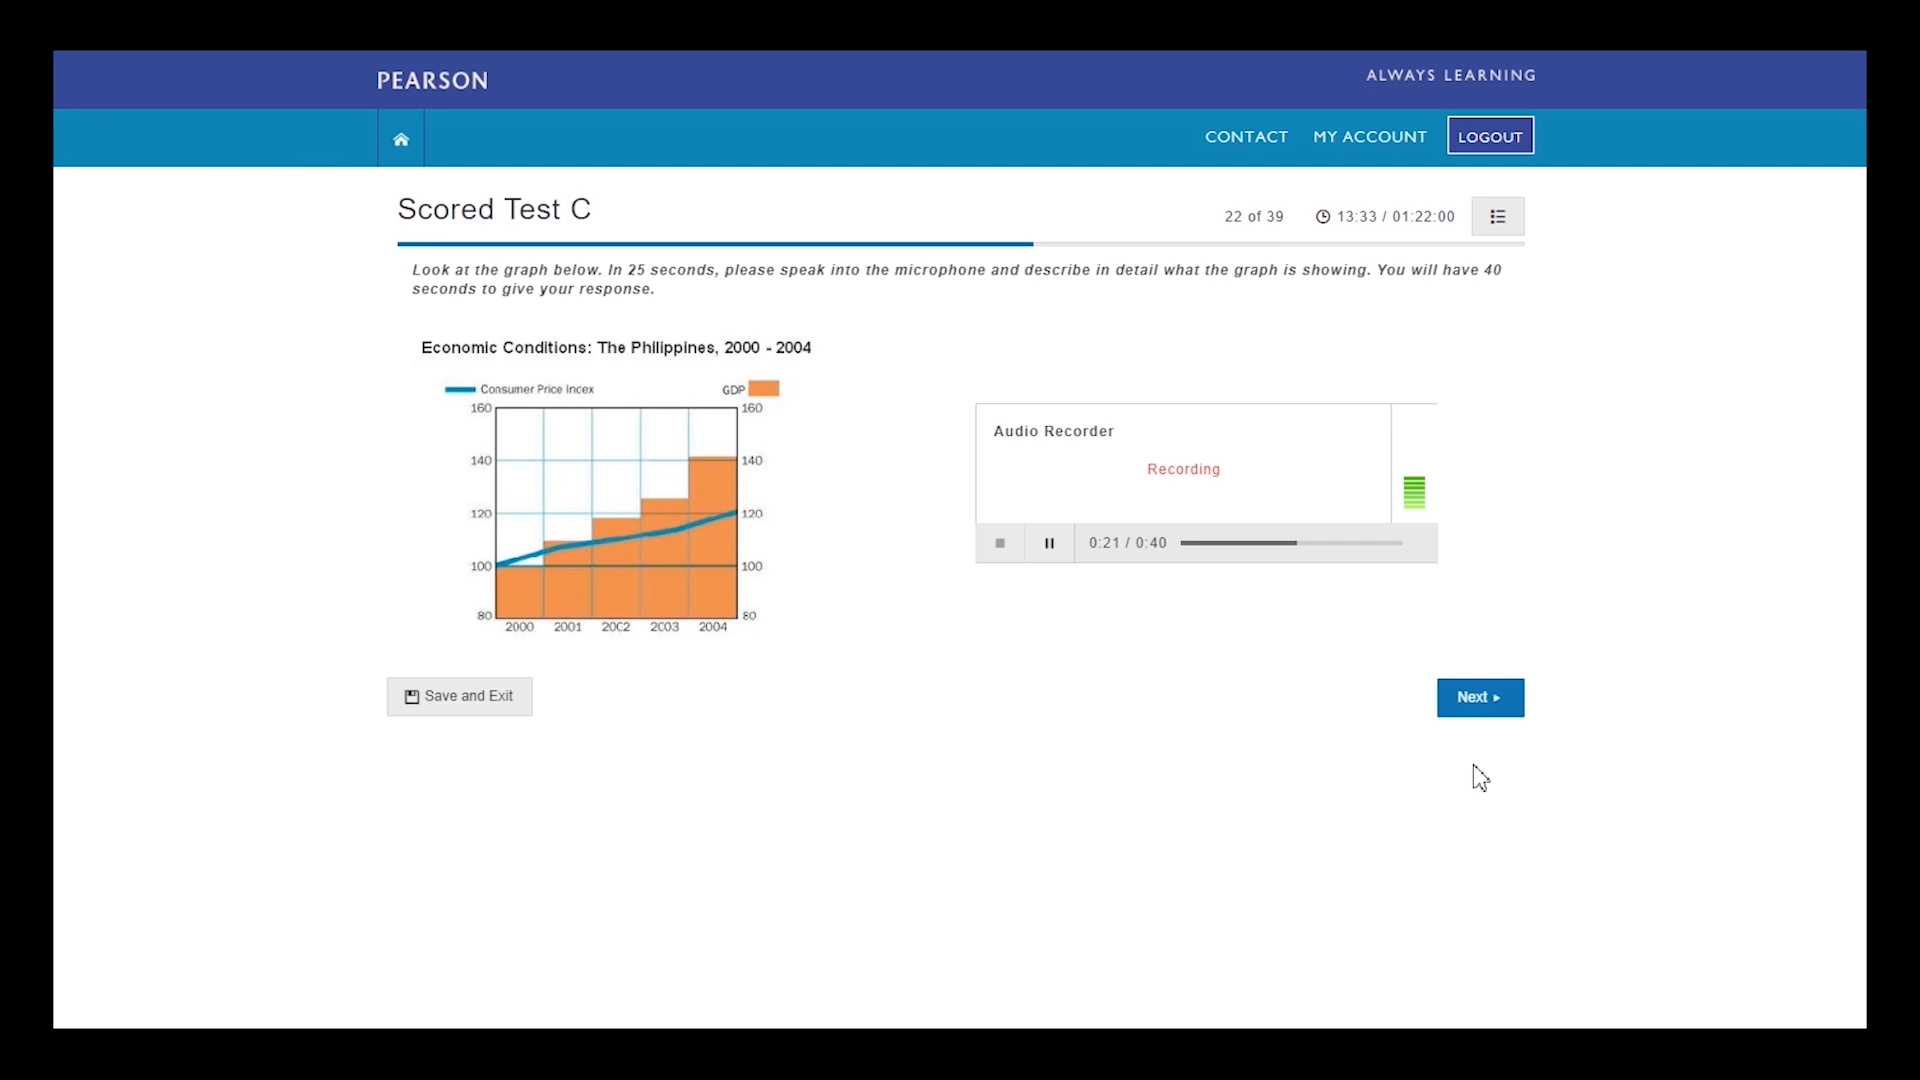 PEARSON
ALWAYS LEARNING
CONTACT MY ACCOUNT LOGOUT
Scored Test C
22 of 39 13:33 / 01:22:00
Look at the graph below. In 25 seconds, please speak into the microphone and describe in detail what the graph is showing. You will have 40
seconds to give your response.
Economic Conditions: The Philippines, 2000 - 2004
Consumer Price Index GDP
160 160
140 140
120 120
100 100
80 80
2000 2001 2002 2003 2004
Audio Recorder
Recording
0:21 / 0:40
Save and Exit
Next